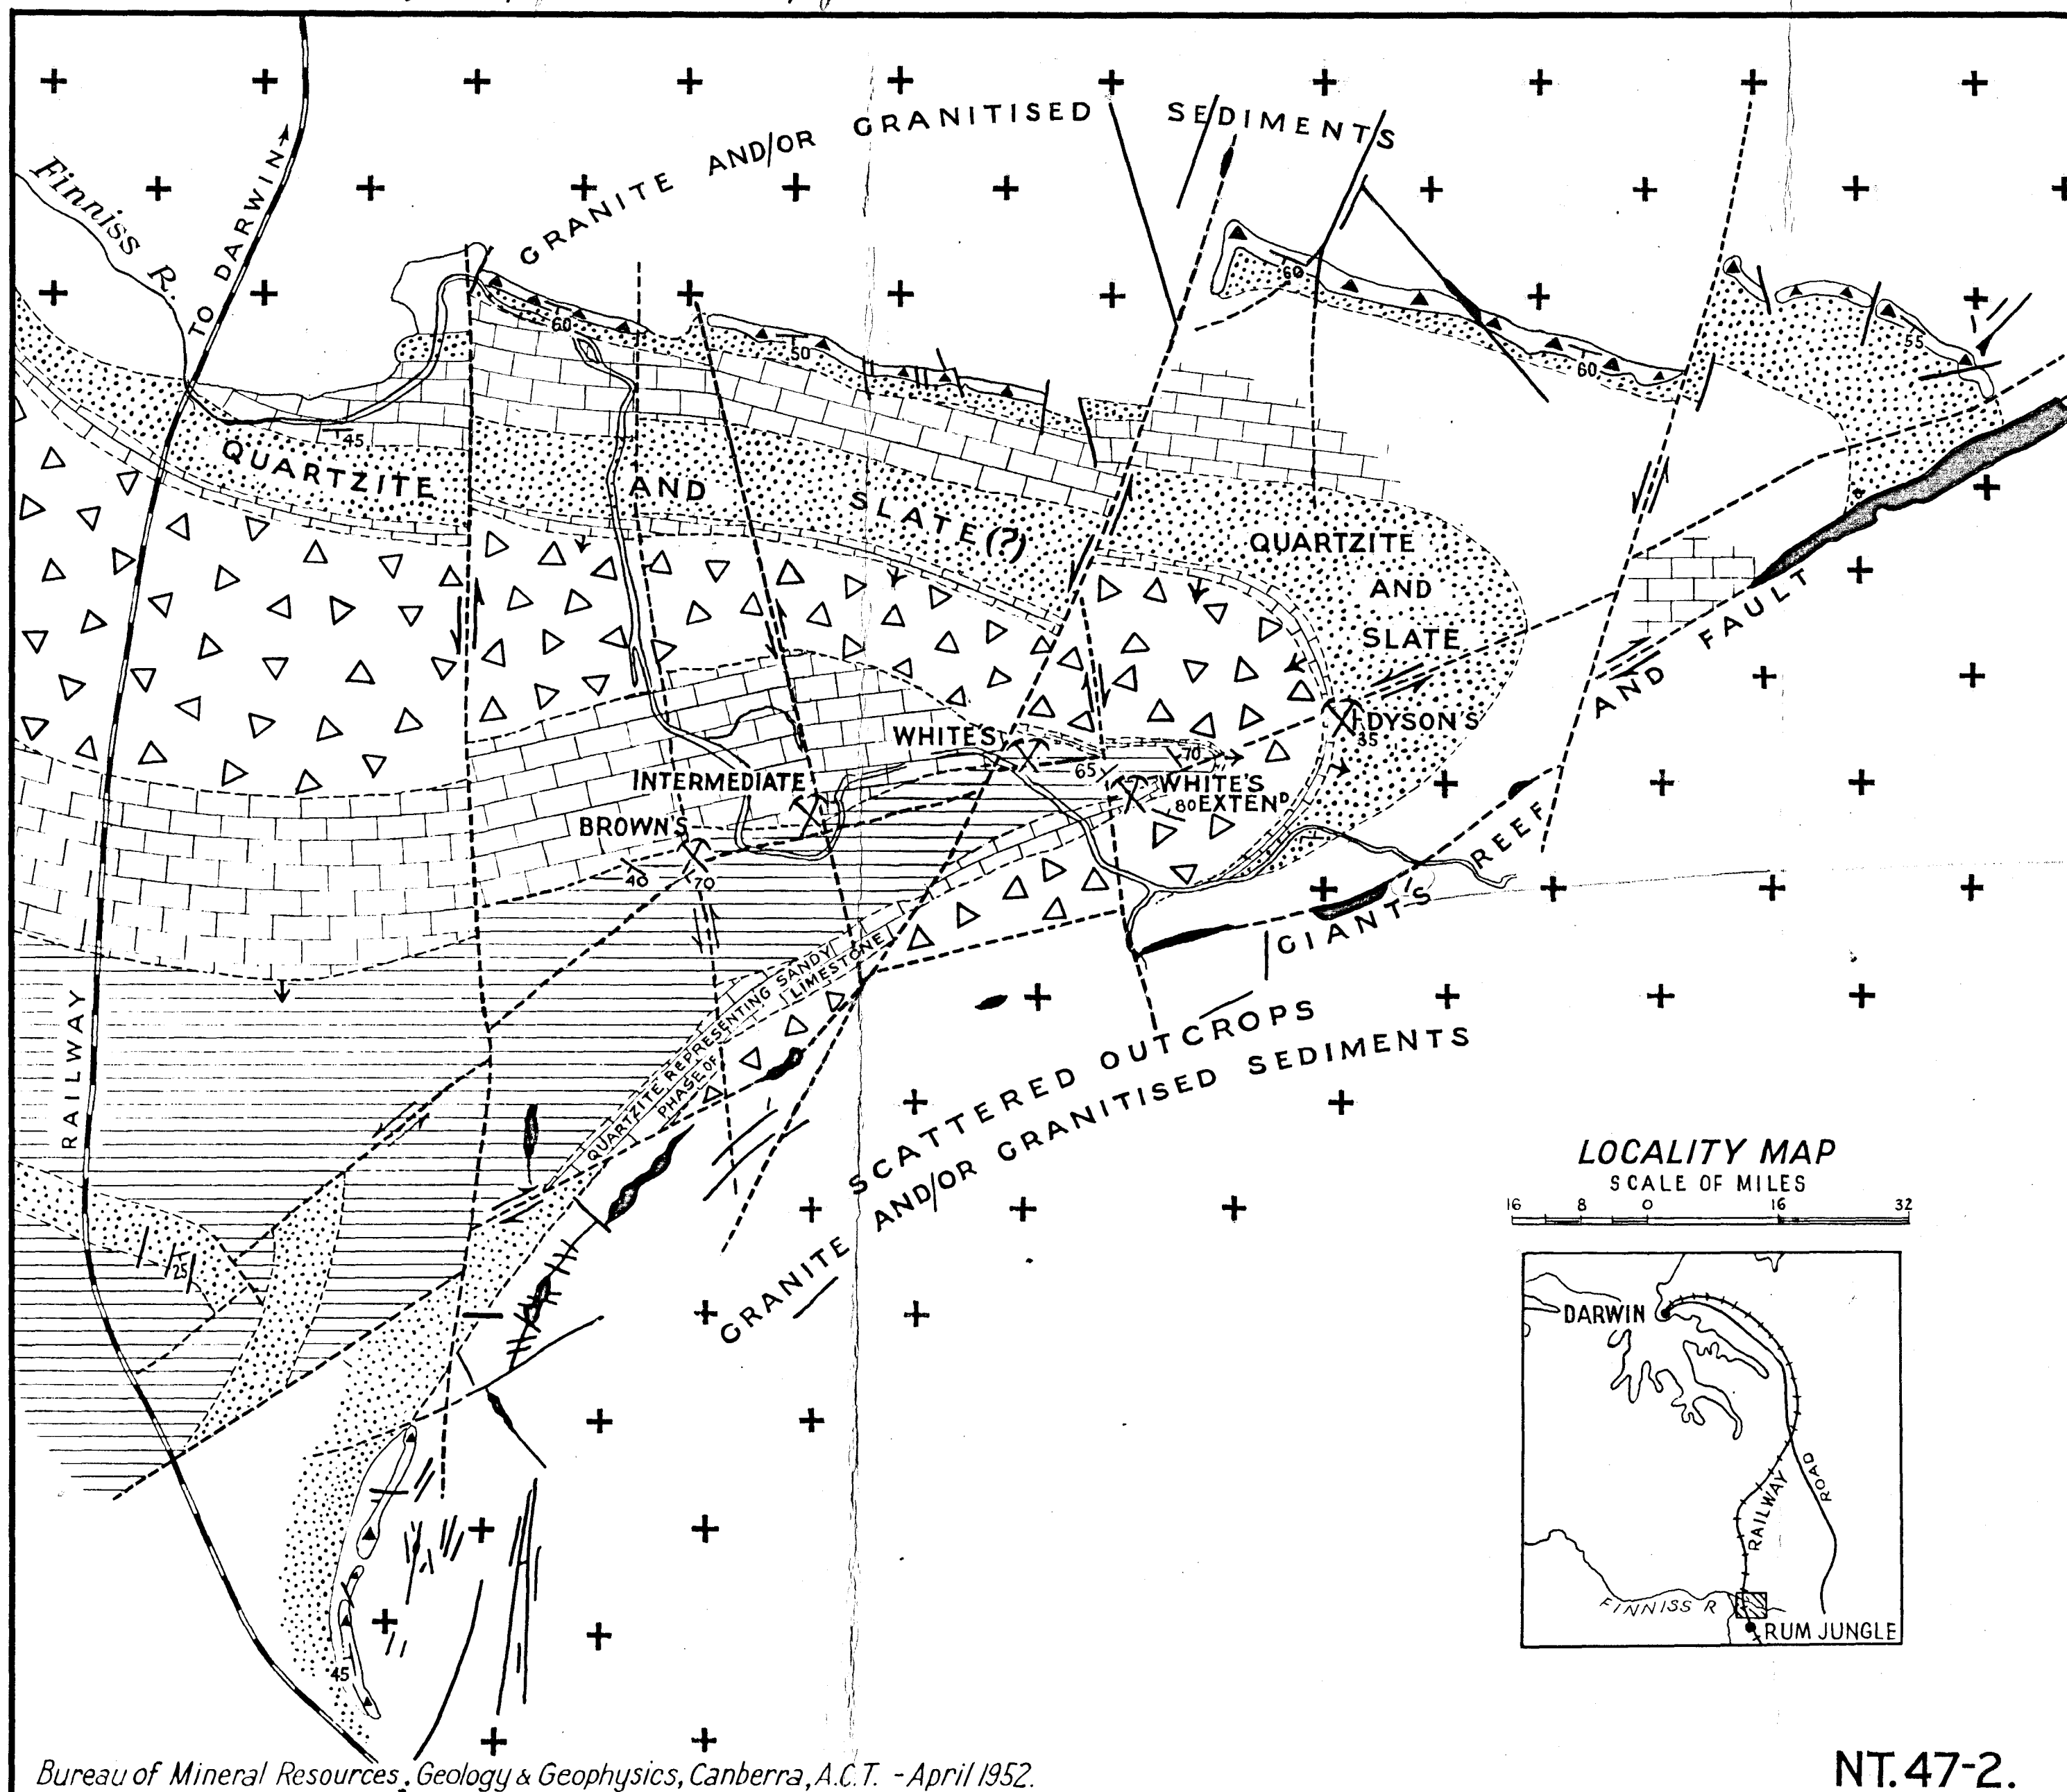 GRANITE AND/OR GRANITISED SEDIMENTS
Finniss R.
TO DARWIN
60
60
50
60
55
45
QUARTZITE AND SLATE (?)
QUARTZITE
AND
SLATE
WHITE'S
DYSON'S
35
INTERMEDIATE
65
70
WHITE'S
80 EXTEND
BROWN'S
40
70
GIANTS REEF AND FAULT
QUARTZITE REPRESENTING SANDY
PHASE OF LIMESTONE
SCATTERED OUTCROPS
GRANITE AND/OR GRANITISED SEDIMENTS
RAILWAY
25
45
LOCALITY MAP
SCALE OF MILES
16 8 0 16 32
DARWIN
RAILWAY
ROAD
FINNISS R
RUM JUNGLE
Bureau of Mineral Resources, Geology & Geophysics, Canberra, A.C.T. - April 1952.
NT.47-2.